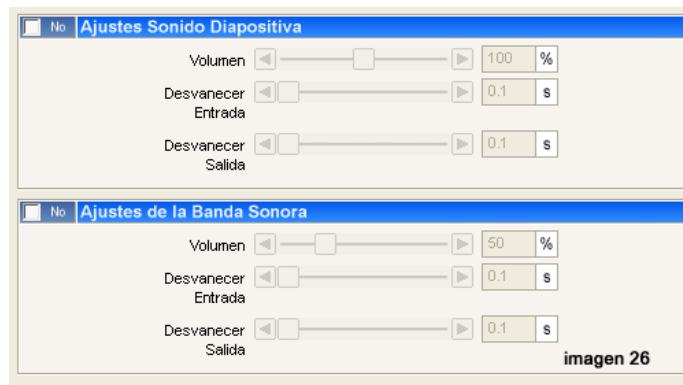 No Ajustes Sonido Diapositiva
Volumen 100 %
Desvanecer 0.1 s
Entrada
Desvanecer 0.1 s
Salida
No Ajustes de la Banda Sonora
Volumen 50 %
Desvanecer 0.1 s
Entrada
Desvanecer 0.1 s
Salida
imagen 26